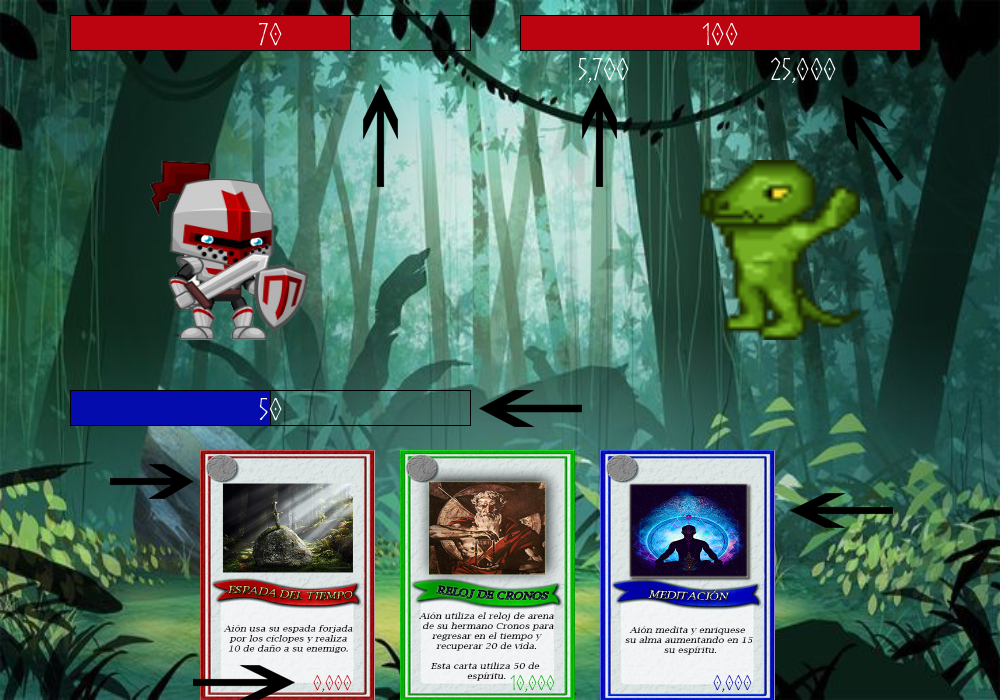 70
100
5,700
25,000
50
ESPADA DEL TIEMPO
Aión usa su espada forjada
por los cíclopes y realiza
10 de daño a su enemigo.
0,000
RELOJ DE CRONOS
Aión utiliza el reloj de arena
de su hermano Cronos para
regresar en el tiempo y
recuperar 20 de vida.
Esta carta utiliza 50 de
espíritu.
10,000
MEDITACIÓN
Aión medita y enriquese
su alma aumentando en 15
su espíritu.
0,000